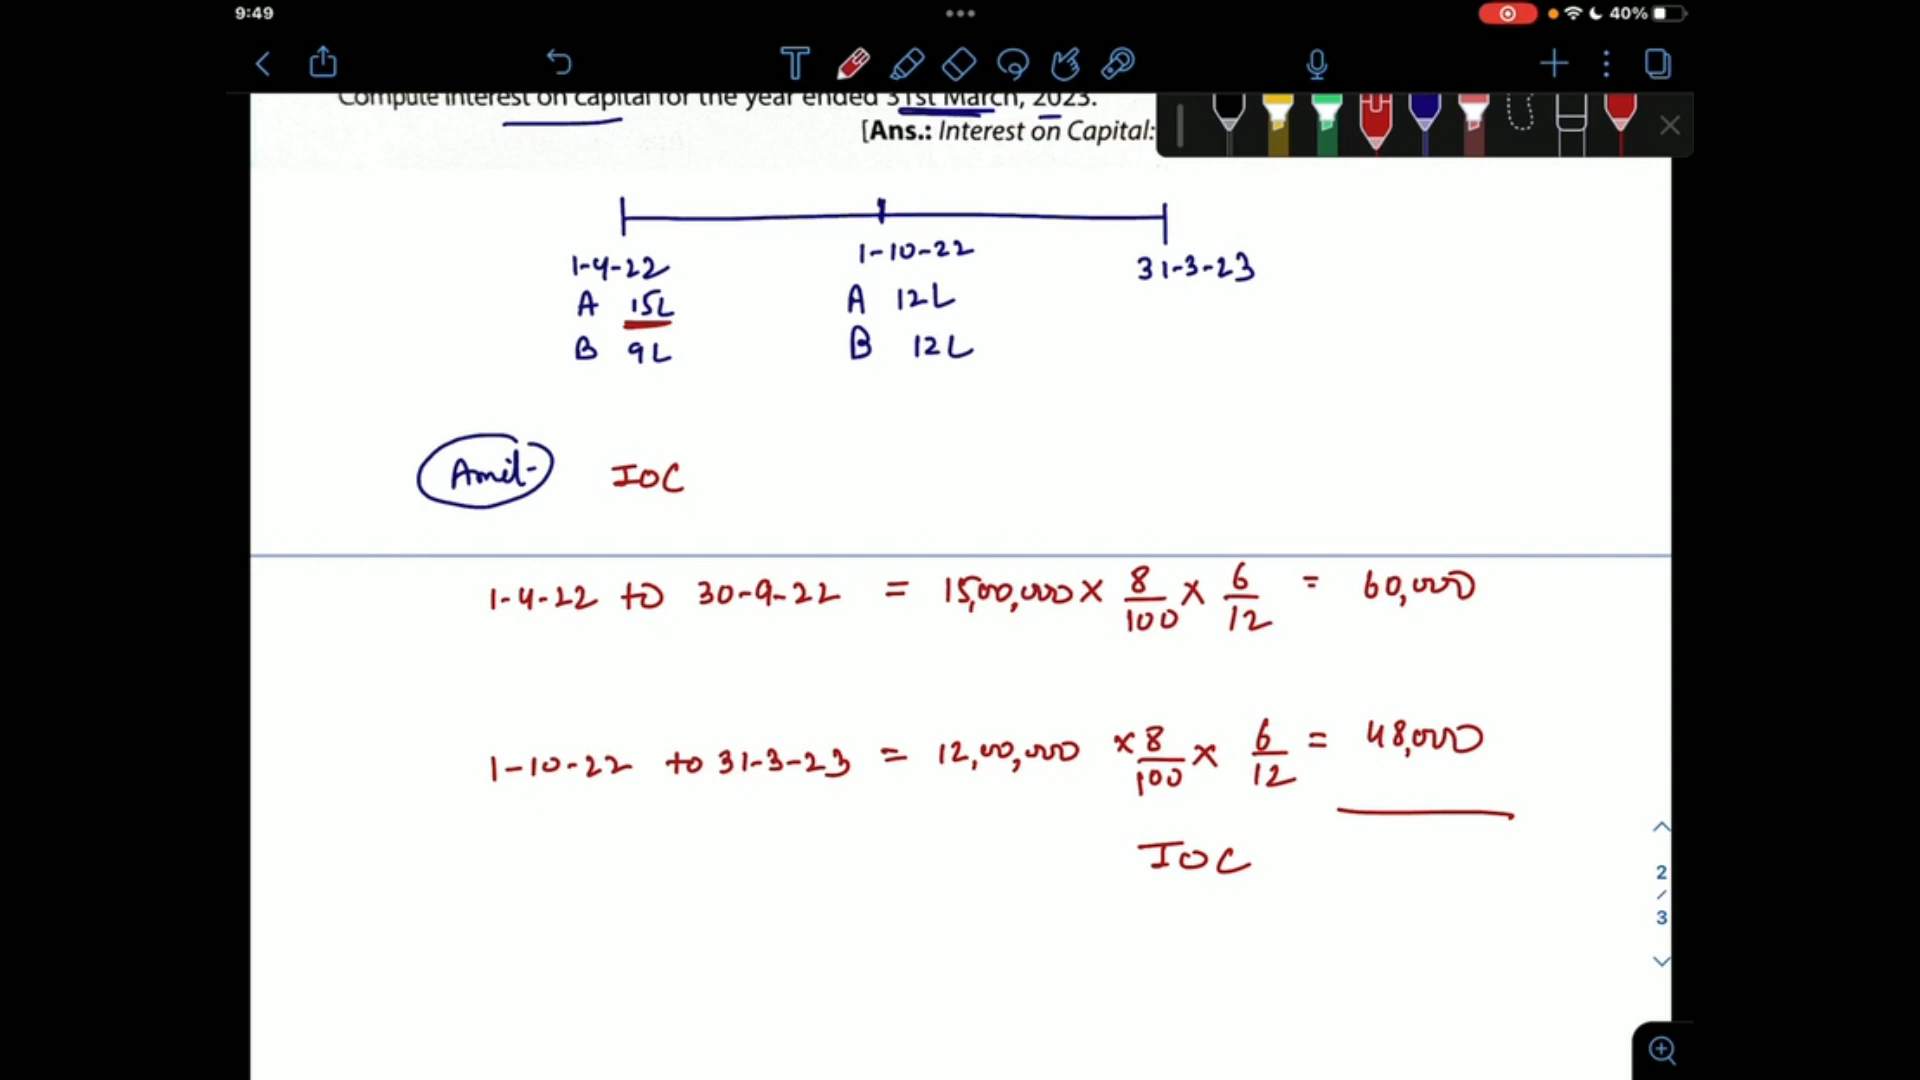 9:49
40%
Compute interest on capital for the year ended 31st March, 2023.
[Ans.: Interest on Capital:
1-4-22
1-10-22
31-3-23
A 15L
A 12L
B 9L
B 12L
Amit- IOC
1-4-22 to 30-9-22 = 15,00,000 × 8/100 × 6/12 = 60,000
1-10-22 to 31-3-23 = 12,00,000 × 8/100 × 6/12 = 48,000
IOC
2
/
3